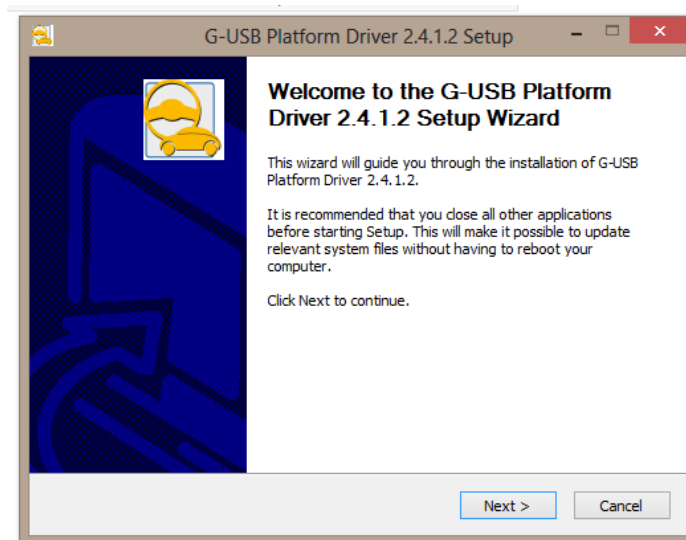 G-USB Platform Driver 2.4.1.2 Setup
Welcome to the G-USB Platform
Driver 2.4.1.2 Setup Wizard
This wizard will guide you through the installation of G-USB
Platform Driver 2.4.1.2.
It is recommended that you close all other applications
before starting Setup. This will make it possible to update
relevant system files without having to reboot your
computer.
Click Next to continue.
Next >
Cancel